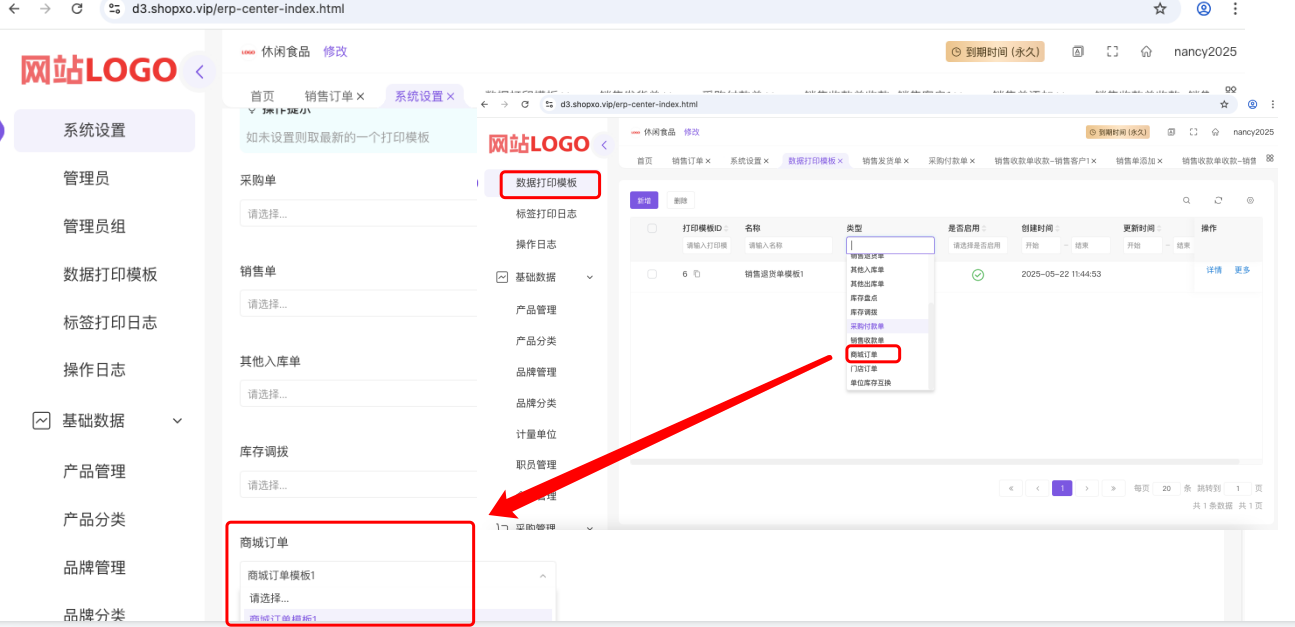 d3.shopxo.vip/erp-center-index.html
网站LOGO
休闲食品 修改
到期时间 (永久)
nancy2025
首页 销售订单 × 系统设置 ×
操作提示
如未设置则取最新的一个打印模板
系统设置
管理员
管理员组
数据打印模板
标签打印日志
操作日志
基础数据
产品管理
产品分类
品牌管理
品牌分类
采购单
请选择...
销售单
请选择...
其他入库单
请选择...
库存调拨
请选择...
商城订单
商城订单模板1
请选择...
商城订单模板1
d3.shopxo.vip/erp-center-index.html
网站LOGO
休闲食品 修改
到期时间 (永久)
nancy2025
首页 销售订单 × 系统设置 × 数据打印模板 × 销售发货单 × 采购付款单 × 销售收款单收款-销售客户1 × 销售单添加 × 销售收款单收款-销售
数据打印模板
标签打印日志
操作日志
基础数据
产品管理
产品分类
品牌管理
品牌分类
计量单位
职员管理
采购管理
新增 删除
打印模板ID 名称 类型 是否启用 创建时间 更新时间 操作
请输入打印模 请输入名称 请选择是否启用 开始 - 结束 开始 - 结束
6 销售退货单模板1 2025-05-22 11:44:53 详情 更多
销售退货单
其他入库单
其他出库单
库存盘点
库存调拨
采购付款单
销售收款单
商城订单
门店订单
单位库存互换
« ‹ 1 › » 每页 20 条 跳转到 1 页
共 1 条数据 共 1 页